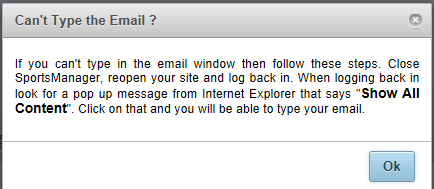 Can't Type the Email ?
If you can't type in the email window then follow these steps. Close
SportsManager, reopen your site and log back in. When logging back in
look for a pop up message from Internet Explorer that says "Show All
Content". Click on that and you will be able to type your email.
Ok